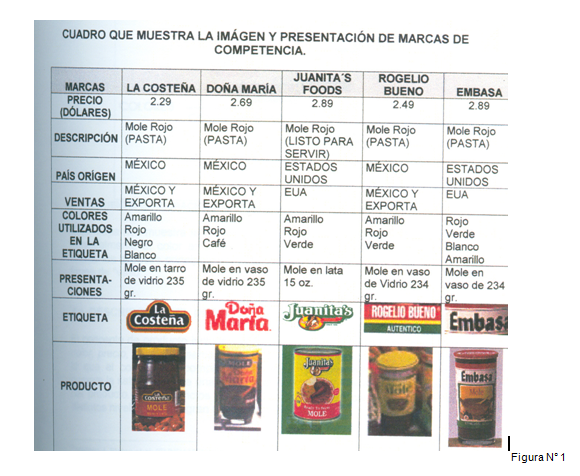 CUADRO QUE MUESTRA LA IMÁGEN Y PRESENTACIÓN DE MARCAS DE
COMPETENCIA.
MARCAS LA COSTEÑA DOÑA MARÍA JUANITA´S FOODS ROGELIO BUENO EMBASA
PRECIO (DÓLARES) 2.29 2.69 2.89 2.49 2.89
DESCRIPCIÓN Mole Rojo (PASTA) Mole Rojo (PASTA) Mole Rojo (LISTO PARA SERVIR) Mole Rojo (PASTA) Mole Rojo (PASTA)
PAÍS ORÍGEN MÉXICO MÉXICO ESTADOS UNIDOS MÉXICO ESTADOS UNIDOS
VENTAS MÉXICO Y EXPORTA MÉXICO Y EXPORTA EUA MÉXICO Y EXPORTA EUA
COLORES UTILIZADOS EN LA ETIQUETA Amarillo Rojo Negro Blanco Amarillo Rojo Café Amarillo Rojo Verde Amarillo Rojo Verde Rojo Verde Blanco Amarillo
PRESENTA-CIONES Mole en tarro de vidrio 235 gr. Mole en vaso de vidrio 235 gr. Mole en lata 15 oz. Mole en vaso de Vidrio 234 gr. Mole en vaso de 234 gr.
ETIQUETA La Costeña Doña María Juanita's ROGELIO BUENO AUTENTICO Embasa
PRODUCTO La Costeña MOLE María Juanita's MOLE Mole Embasa
Figura N° 1